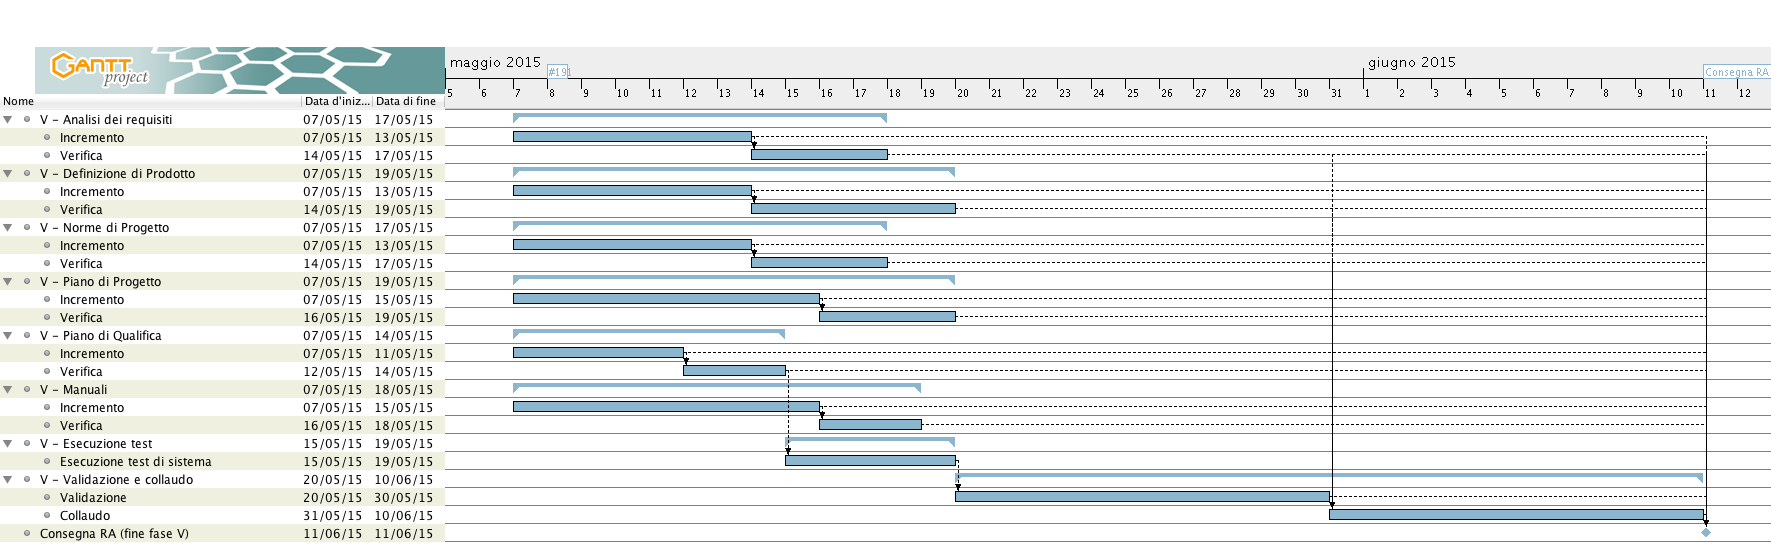 GANTT
project
maggio 2015
giugno 2015
#191
Consegna RA
5 6 7 8 9 10 11 12 13 14 15 16 17 18 19 20 21 22 23 24 25 26 27 28 29 30 31 1 2 3 4 5 6 7 8 9 10 11 12
Nome Data d'iniz... Data di fine
V - Analisi dei requisiti 07/05/15 17/05/15
Incremento 07/05/15 13/05/15
Verifica 14/05/15 17/05/15
V - Definizione di Prodotto 07/05/15 19/05/15
Incremento 07/05/15 13/05/15
Verifica 14/05/15 19/05/15
V - Norme di Progetto 07/05/15 17/05/15
Incremento 07/05/15 13/05/15
Verifica 14/05/15 17/05/15
V - Piano di Progetto 07/05/15 19/05/15
Incremento 07/05/15 15/05/15
Verifica 16/05/15 19/05/15
V - Piano di Qualifica 07/05/15 14/05/15
Incremento 07/05/15 11/05/15
Verifica 12/05/15 14/05/15
V - Manuali 07/05/15 18/05/15
Incremento 07/05/15 15/05/15
Verifica 16/05/15 18/05/15
V - Esecuzione test 15/05/15 19/05/15
Esecuzione test di sistema 15/05/15 19/05/15
V - Validazione e collaudo 20/05/15 10/06/15
Validazione 20/05/15 30/05/15
Collaudo 31/05/15 10/06/15
Consegna RA (fine fase V) 11/06/15 11/06/15